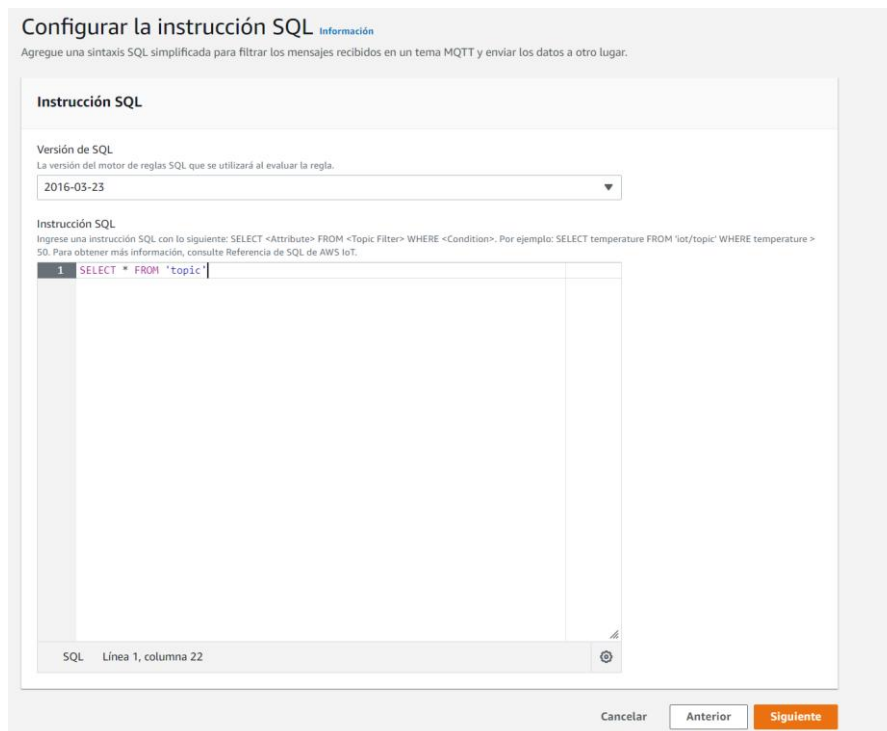 Configurar la instrucción SQL Información
Agregue una sintaxis SQL simplificada para filtrar los mensajes recibidos en un tema MQTT y enviar los datos a otro lugar.
Instrucción SQL
Versión de SQL
La versión del motor de reglas SQL que se utilizará al evaluar la regla.
2016-03-23
Instrucción SQL
Ingrese una instrucción SQL con lo siguiente: SELECT <Attribute> FROM <Topic Filter> WHERE <Condition>. Por ejemplo: SELECT temperature FROM 'iot/topic' WHERE temperature >
50. Para obtener más información, consulte Referencia de SQL de AWS IoT.
1 SELECT * FROM 'topic'
SQL Línea 1, columna 22
Cancelar Anterior Siguiente